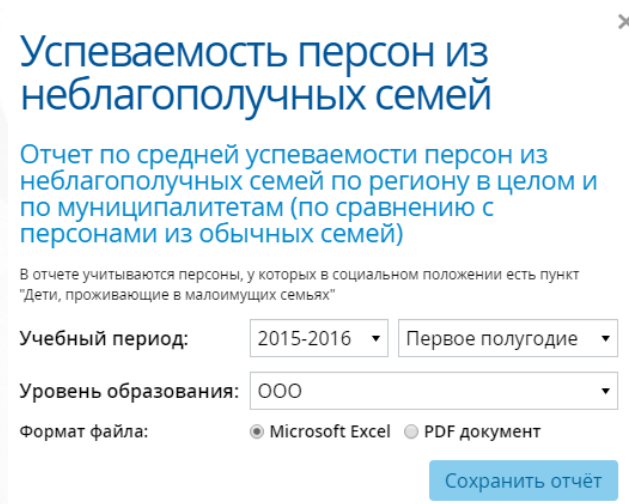 Успеваемость персон из
неблагополучных семей
Отчет по средней успеваемости персон из
неблагополучных семей по региону в целом и
по муниципалитетам (по сравнению с
персонами из обычных семей)
В отчете учитываются персоны, у которых в социальном положении есть пункт
"Дети, проживающие в малоимущих семьях"
Учебный период: 2015-2016 Первое полугодие
Уровень образования: ООО
Формат файла: Microsoft Excel PDF документ
Сохранить отчёт